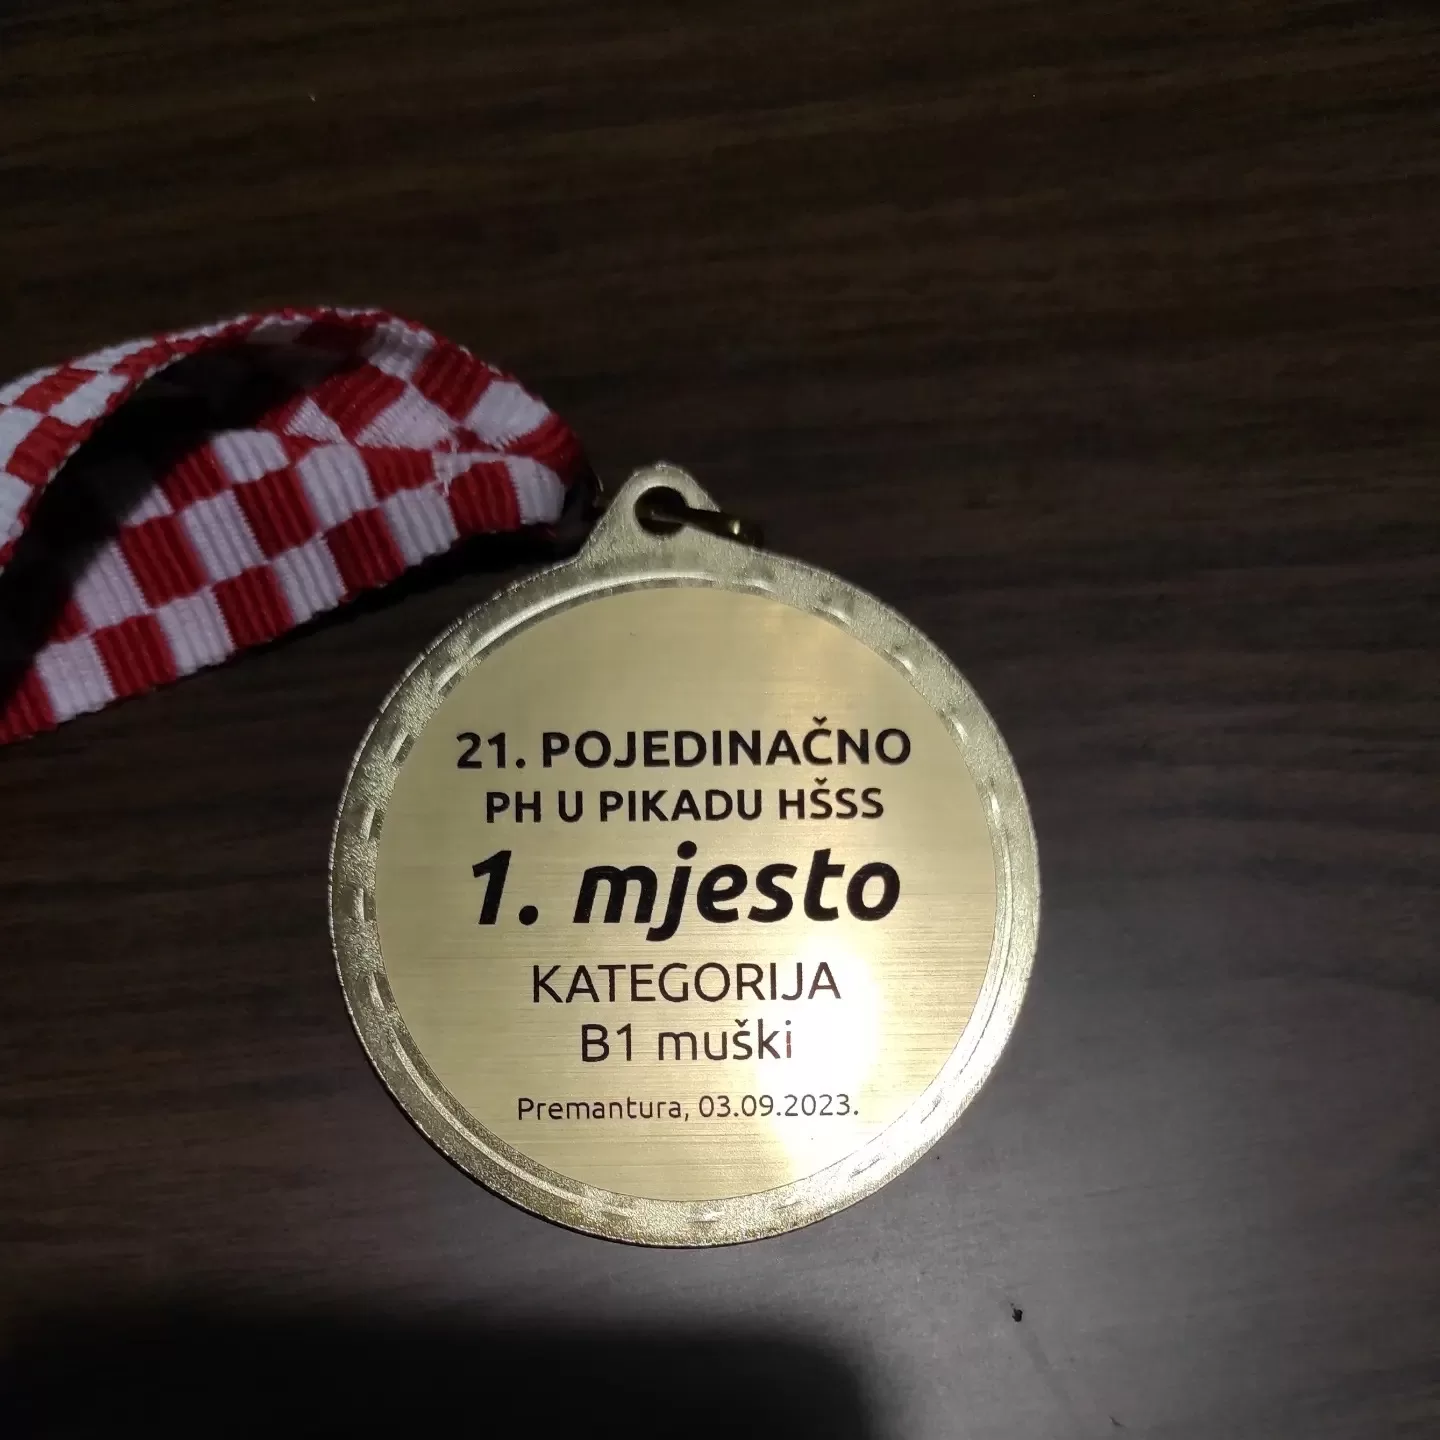 21. POJEDINAČNO
PH U PIKADU HŠSS
1. mjesto
KATEGORIJA
B1 muški
Premantura, 03.09.2023.